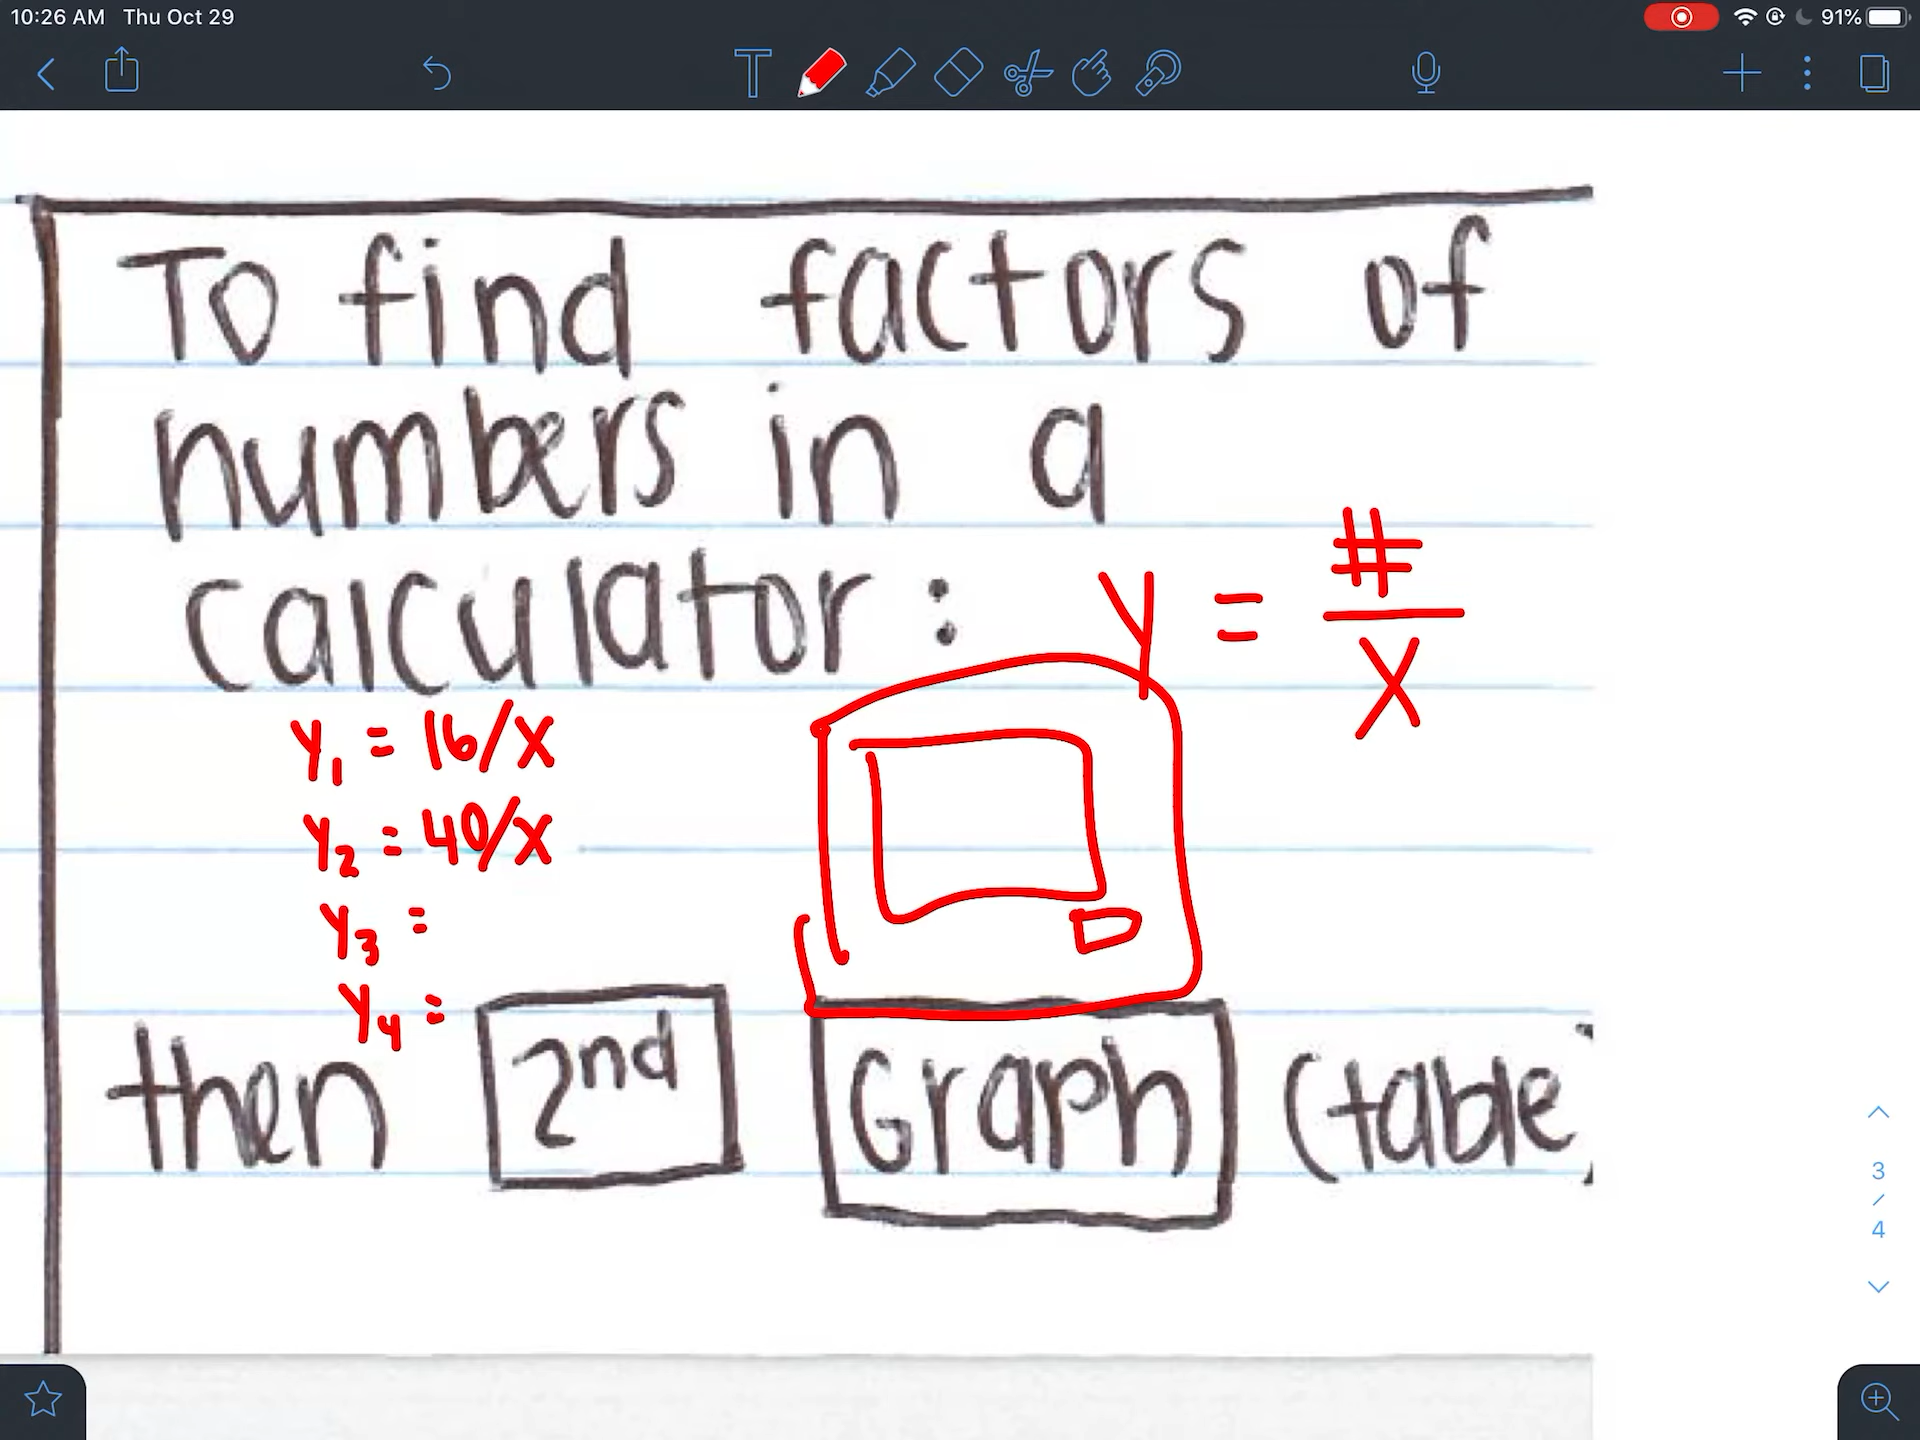 10:26 AM Thu Oct 29
91%
T
To find factors of
numbers in a
calculator: y = #/x
y1 = 16/x
y2 = 40/x
y3 =
y4 =
then 2nd Graph (table)
3
/
4